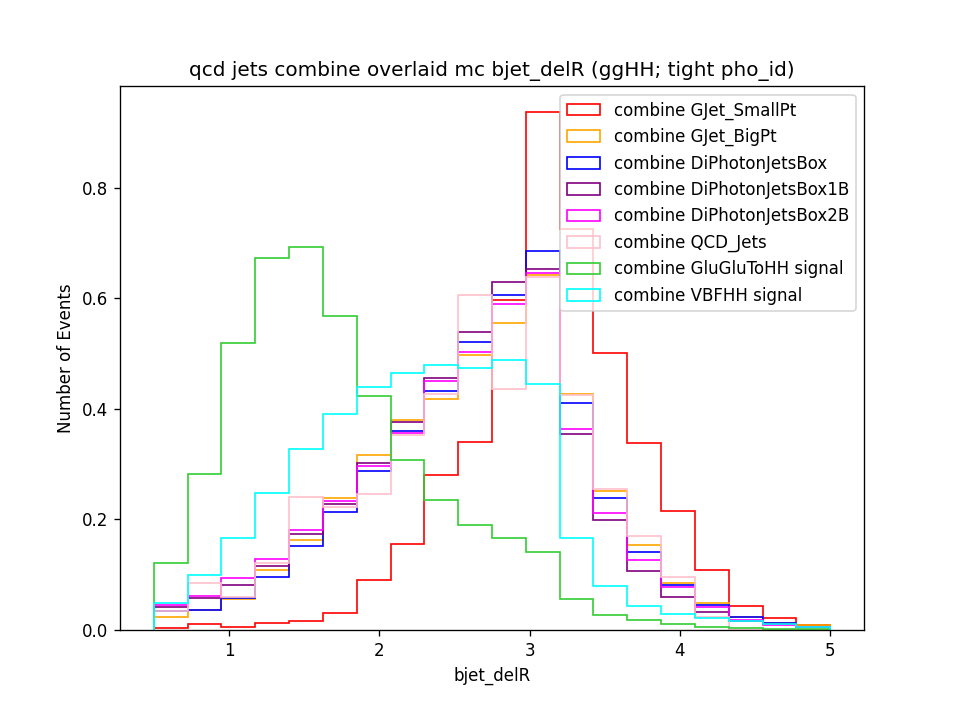 qcd jets combine overlaid mc bjet_delR (ggHH; tight pho_id)
combine GJet_SmallPt
combine GJet_BigPt
combine DiPhotonJetsBox
combine DiPhotonJetsBox1B
combine DiPhotonJetsBox2B
combine QCD_Jets
combine GluGluToHH signal
combine VBFHH signal
Number of Events
0.8
0.6
0.4
0.2
0.0
1 2 3 4 5
bjet_delR